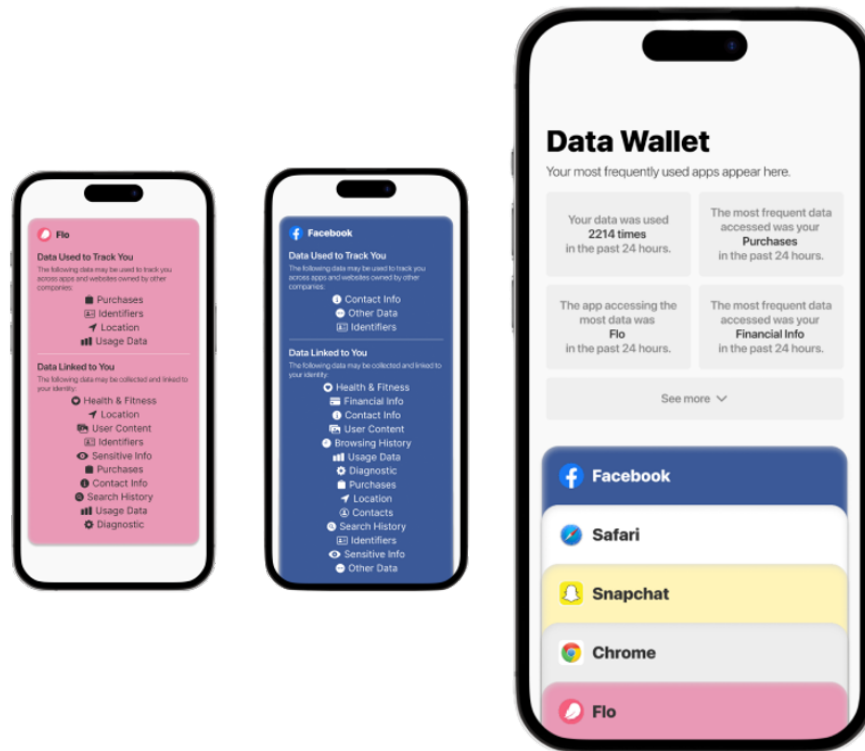 Flo
Data Used to Track You
The following data may be used to track you
across apps and websites owned by other
companies:
Purchases
Identifiers
Location
Usage Data
Data Linked to You
The following data may be collected and linked to
your identity:
Health & Fitness
Location
User Content
Identifiers
Sensitive Info
Purchases
Contact Info
Search History
Usage Data
Diagnostic
Facebook
Data Used to Track You
The following data may be used to track you
across apps and websites owned by other
companies:
Contact Info
Other Data
Identifiers
Data Linked to You
The following data may be collected and linked to
your identity:
Health & Fitness
Financial Info
Contact Info
User Content
Browsing History
Usage Data
Diagnostic
Purchases
Location
Contacts
Search History
Identifiers
Sensitive Info
Other Data
Data Wallet
Your most frequently used apps appear here.
Your data was used
2214 times
in the past 24 hours.
The most frequent data
accessed was your
Purchases
in the past 24 hours.
The app accessing the
most data was
Flo
in the past 24 hours.
The most frequent data
accessed was your
Financial Info
in the past 24 hours.
See more
Facebook
Safari
Snapchat
Chrome
Flo